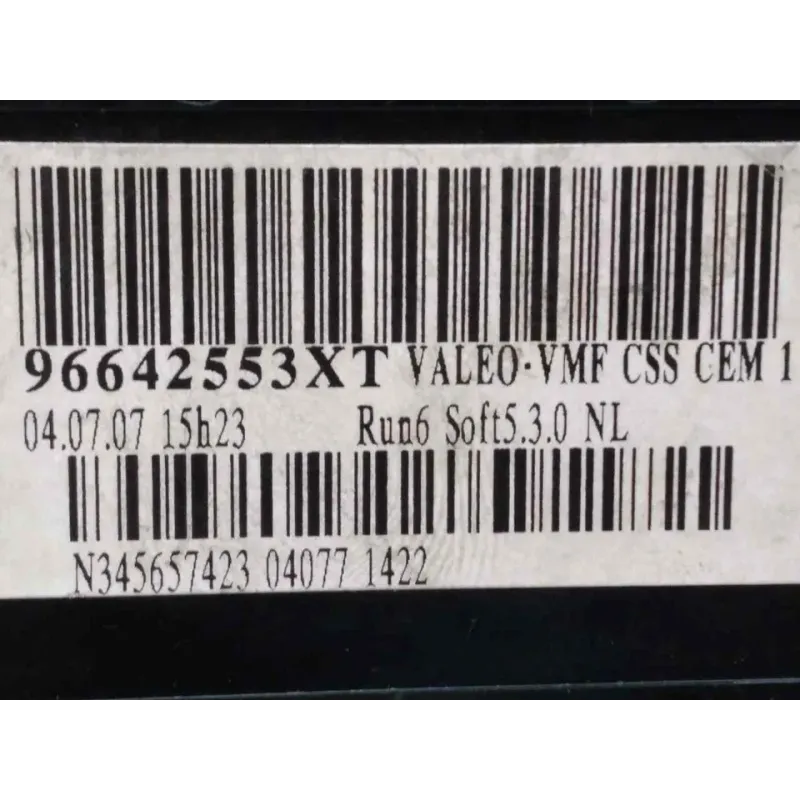 96642553XT VALEO-VMF CSS CEM 1
04.07.07 15h23 Run6 Soft5.3.0 NL
N345657423 04077 1422